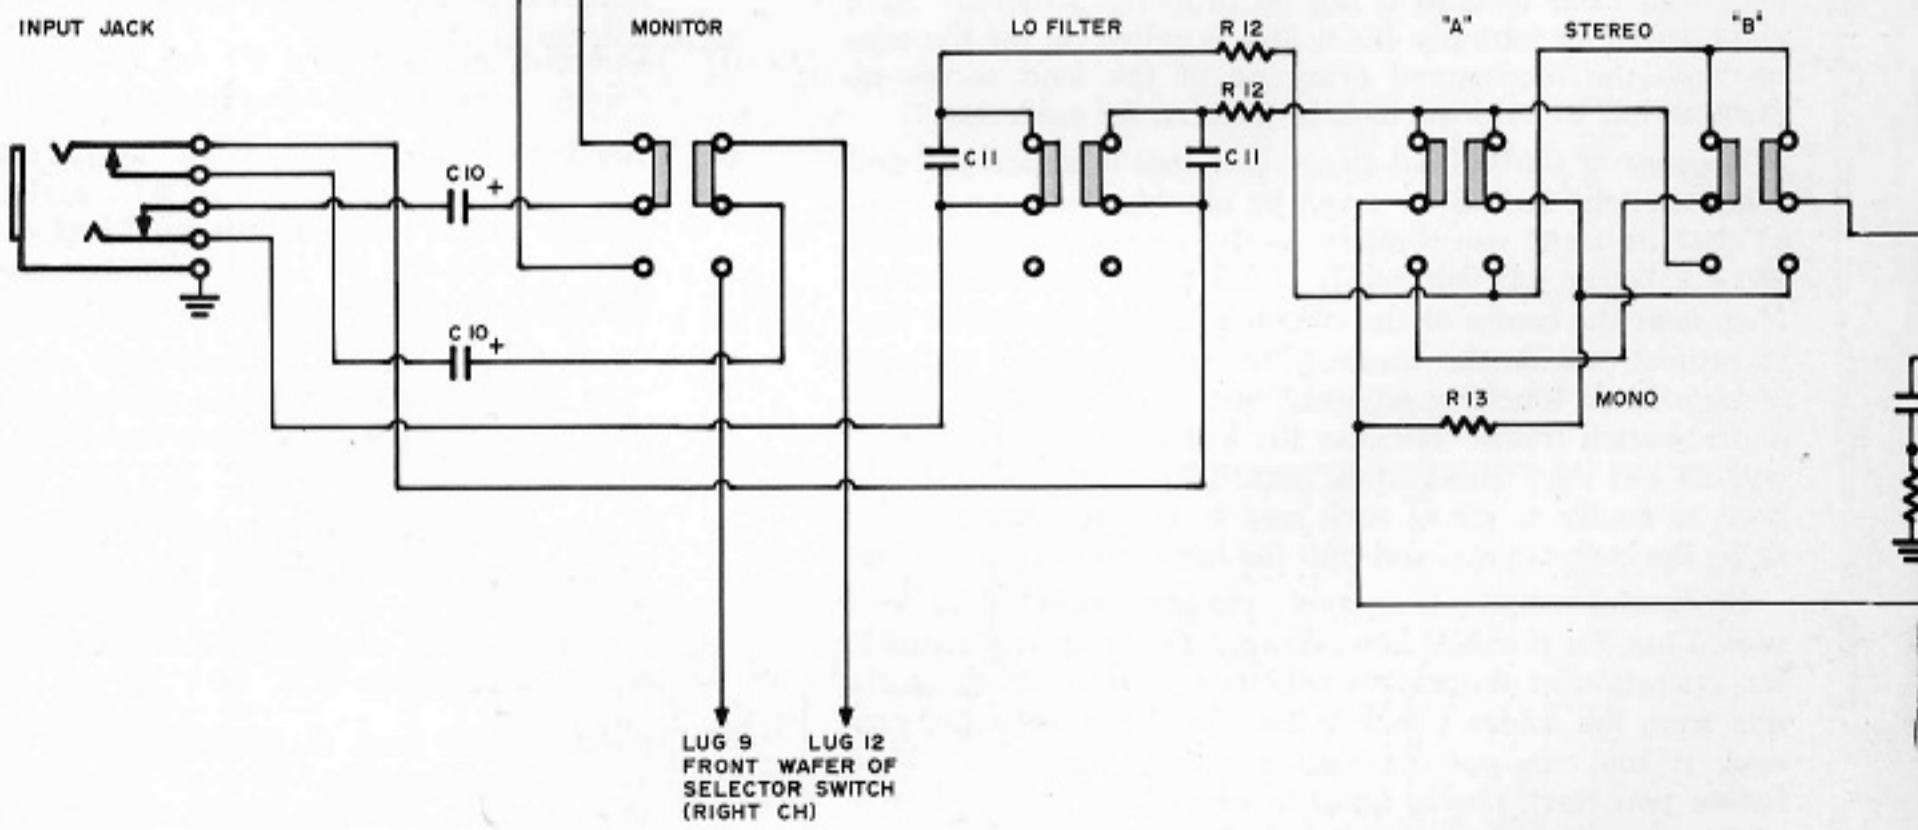 INPUT JACK
MONITOR
LO FILTER
R 12
"A"
STEREO
"B"
R 12
C 11
C 11
C 10
+
C 10
+
R 13
MONO
LUG 9
LUG 12
FRONT WAFER OF
SELECTOR SWITCH
(RIGHT CH)